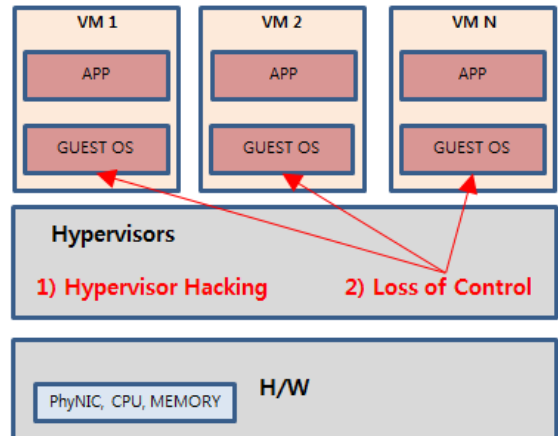 VM 1 VM 2 VM N
APP APP APP
GUEST OS GUEST OS GUEST OS
Hypervisors
1) Hypervisor Hacking 2) Loss of Control
H/W
PhyNIC, CPU, MEMORY